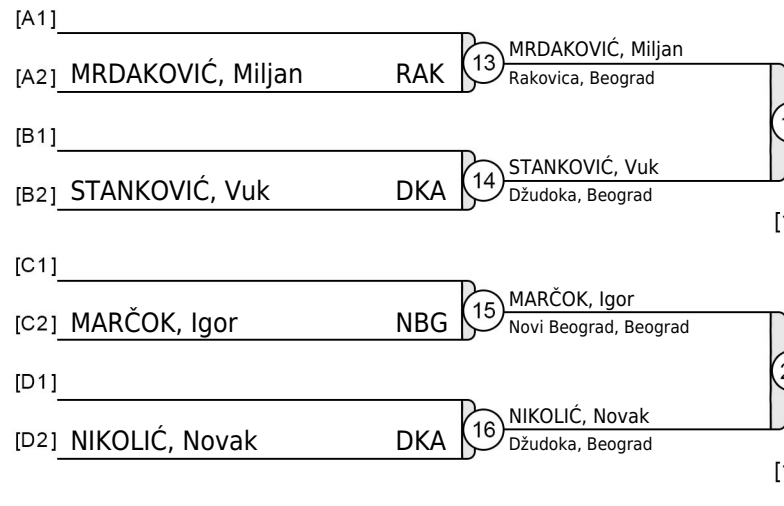 [A1]
[A2] MRDAKOVIĆ, Miljan RAK
13
MRDAKOVIĆ, Miljan
Rakovica, Beograd
[B1]
[B2] STANKOVIĆ, Vuk DKA
14
STANKOVIĆ, Vuk
Džudoka, Beograd
[C1]
[C2] MARČOK, Igor NBG
15
MARČOK, Igor
Novi Beograd, Beograd
[D1]
[D2] NIKOLIĆ, Novak DKA
16
NIKOLIĆ, Novak
Džudoka, Beograd